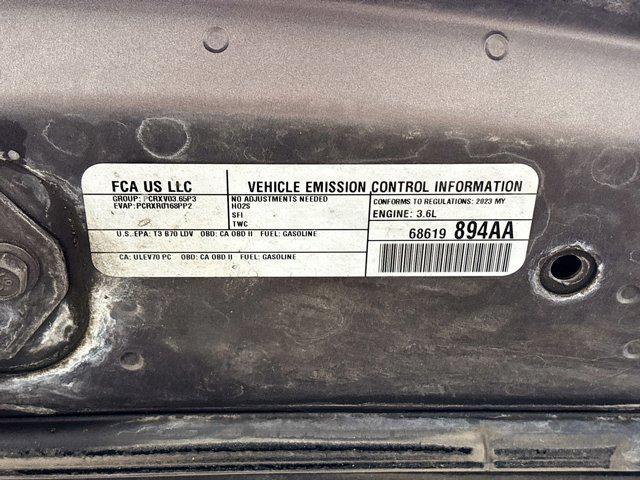 FCA US LLC
VEHICLE EMISSION CONTROL INFORMATION
GROUP: PCRXV03.65P3
EVAP: PCRXR0168PP2
NO ADJUSTMENTS NEEDED
HO2S
SFI
TWC
CONFORMS TO REGULATIONS: 2023 MY
ENGINE: 3.6L
68619 894AA
U.S. EPA: T3 B70 LDV OBD: CA OBD II FUEL: GASOLINE
CA: ULEV70 PC OBD: CA OBD II FUEL: GASOLINE